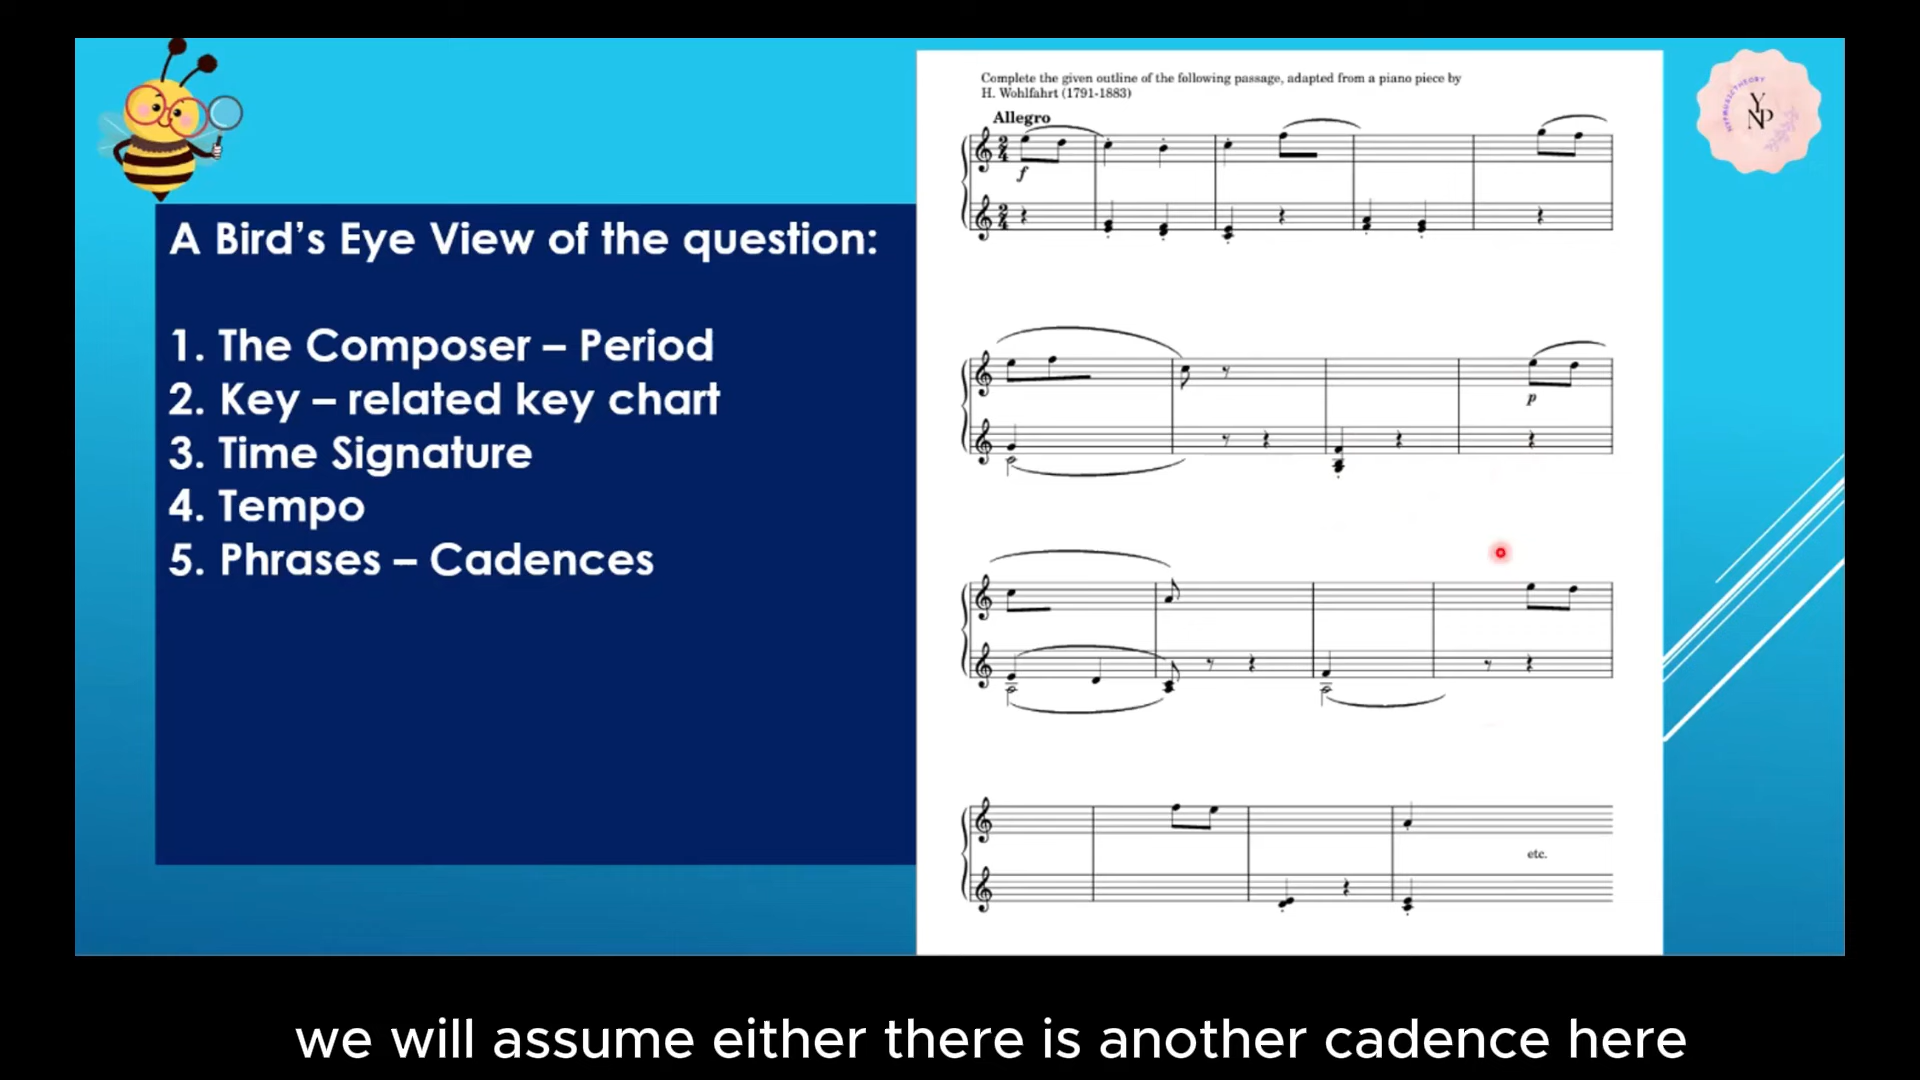 A Bird's Eye View of the question:
1. The Composer – Period
2. Key – related key chart
3. Time Signature
4. Tempo
5. Phrases – Cadences
Complete the given outline of the following passage, adapted from a piano piece by
H. Wohlfahrt (1791-1883)
Allegro
f
p
etc.
Y
NP
we will assume either there is another cadence here